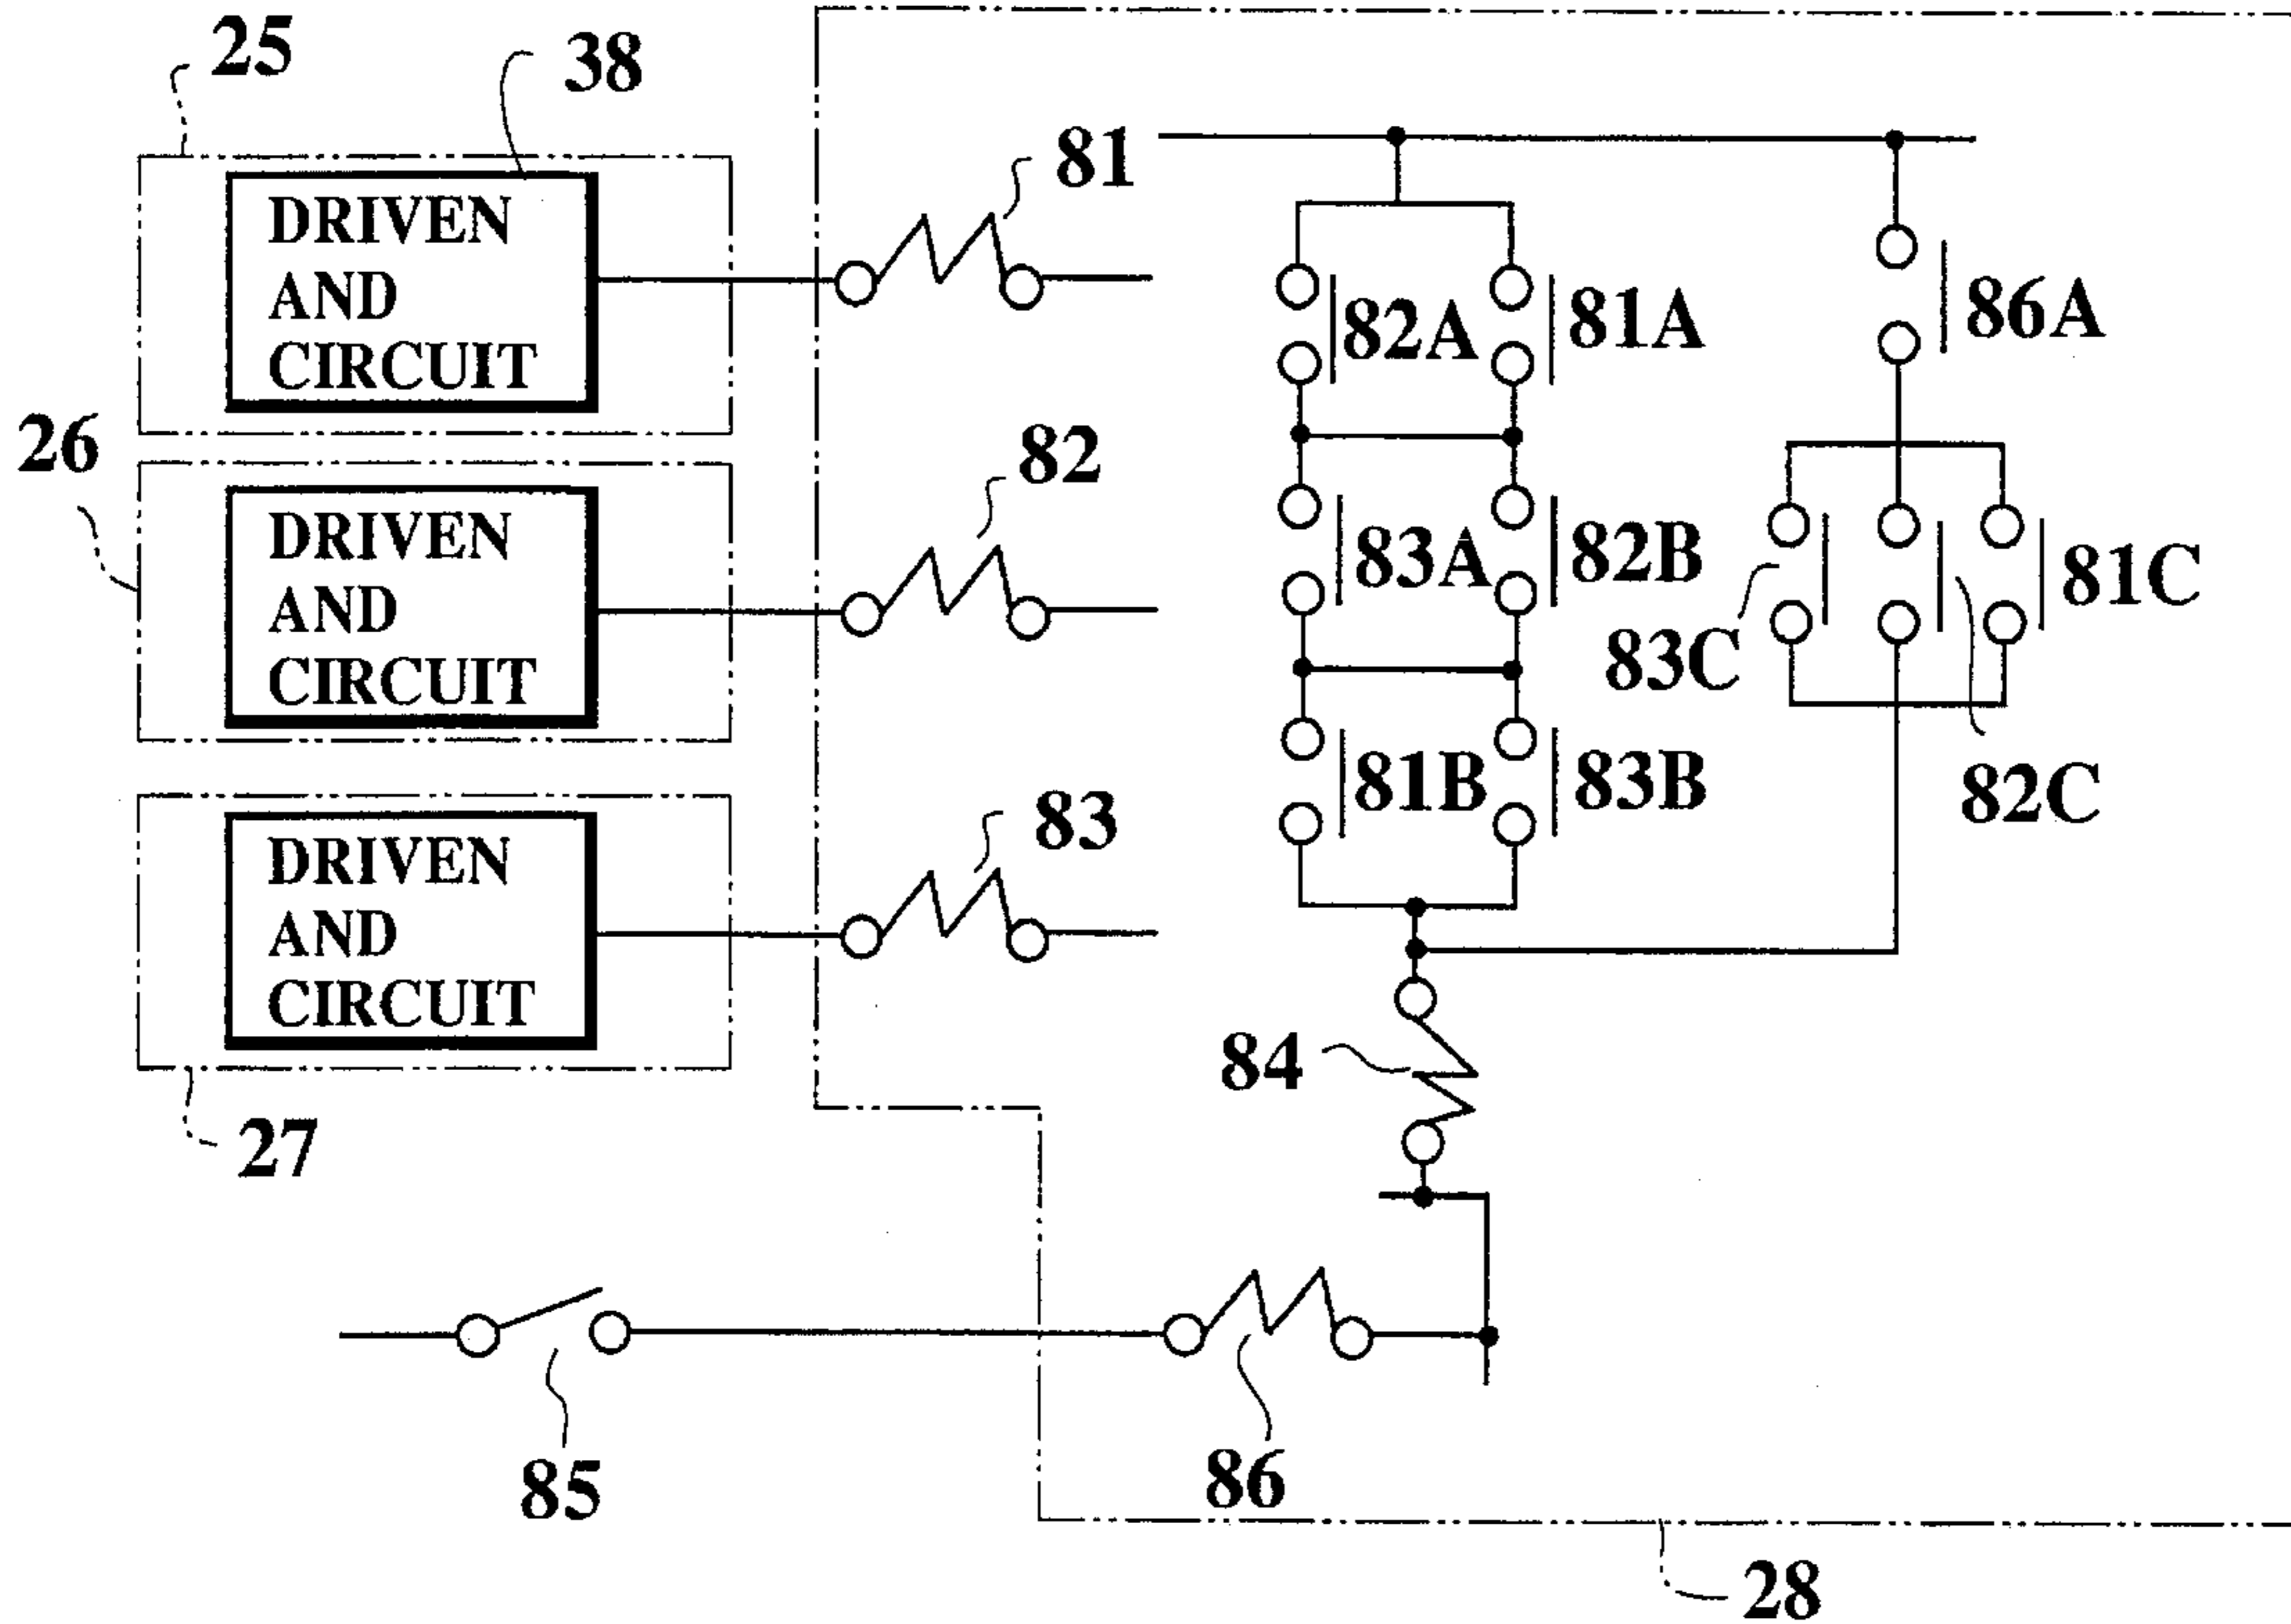 25
38
DRIVEN
AND
CIRCUIT
81
82A
81A
86A
26
DRIVEN
AND
CIRCUIT
82
83A
82B
83C
81C
82C
81B
83B
DRIVEN
AND
CIRCUIT
83
27
84
85
86
28